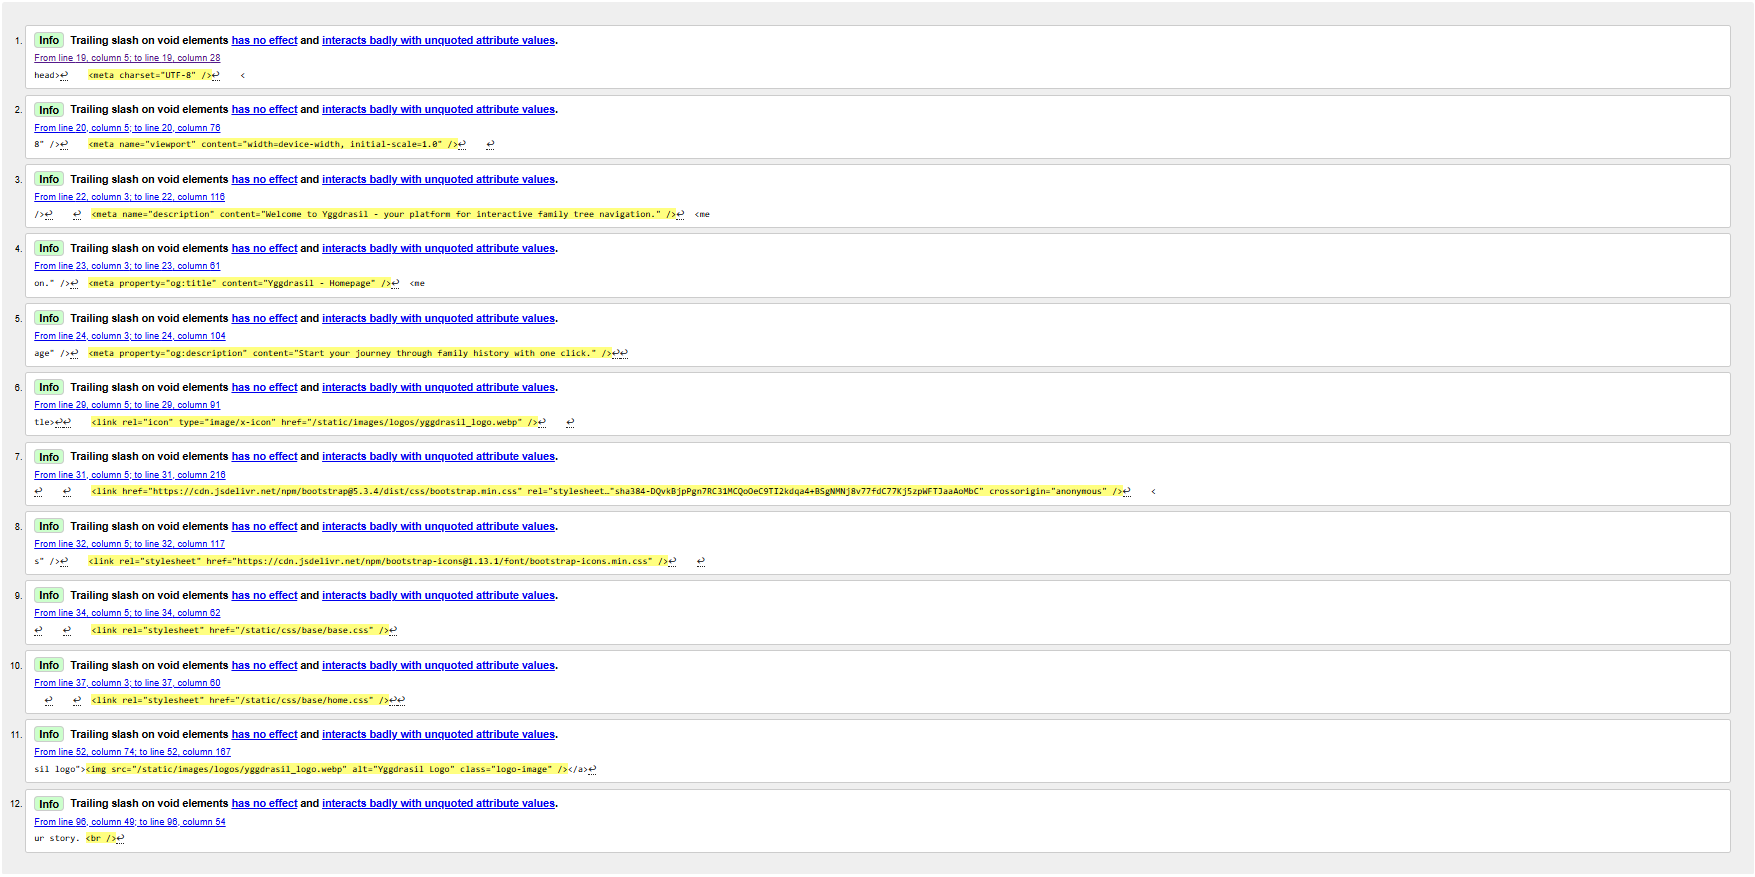 1. Info Trailing slash on void elements has no effect and interacts badly with unquoted attribute values.
From line 19, column 5; to line 19, column 28
head>↩    <meta charset="UTF-8" />↩    <
2. Info Trailing slash on void elements has no effect and interacts badly with unquoted attribute values.
From line 20, column 5; to line 20, column 76
8" />↩    <meta name="viewport" content="width=device-width, initial-scale=1.0" />↩    ↩
3. Info Trailing slash on void elements has no effect and interacts badly with unquoted attribute values.
From line 22, column 3; to line 22, column 116
/>↩    ↩  <meta name="description" content="Welcome to Yggdrasil - your platform for interactive family tree navigation." />↩  <me
4. Info Trailing slash on void elements has no effect and interacts badly with unquoted attribute values.
From line 23, column 3; to line 23, column 61
on." />↩  <meta property="og:title" content="Yggdrasil - Homepage" />↩  <me
5. Info Trailing slash on void elements has no effect and interacts badly with unquoted attribute values.
From line 24, column 3; to line 24, column 104
age" />↩  <meta property="og:description" content="Start your journey through family history with one click." />↩↩
6. Info Trailing slash on void elements has no effect and interacts badly with unquoted attribute values.
From line 29, column 5; to line 29, column 91
tle>↩↩    <link rel="icon" type="image/x-icon" href="/static/images/logos/yggdrasil_logo.webp" />↩    ↩
7. Info Trailing slash on void elements has no effect and interacts badly with unquoted attribute values.
From line 31, column 5; to line 31, column 216
↩    ↩    <link href="https://cdn.jsdelivr.net/npm/bootstrap@5.3.4/dist/css/bootstrap.min.css" rel="stylesheet…"sha384-DQvkBjpPgn7RC31MCQoOeC9TI2kdqa4+BSgNMNj8v77fdC77Kj5zpWFTJaaAoMbC" crossorigin="anonymous" />↩    <
8. Info Trailing slash on void elements has no effect and interacts badly with unquoted attribute values.
From line 32, column 5; to line 32, column 117
s" />↩    <link rel="stylesheet" href="https://cdn.jsdelivr.net/npm/bootstrap-icons@1.13.1/font/bootstrap-icons.min.css" />↩    ↩
9. Info Trailing slash on void elements has no effect and interacts badly with unquoted attribute values.
From line 34, column 5; to line 34, column 62
↩    ↩    <link rel="stylesheet" href="/static/css/base/base.css" />↩
10. Info Trailing slash on void elements has no effect and interacts badly with unquoted attribute values.
From line 37, column 3; to line 37, column 60
↩    ↩  <link rel="stylesheet" href="/static/css/base/home.css" />↩↩
11. Info Trailing slash on void elements has no effect and interacts badly with unquoted attribute values.
From line 52, column 74; to line 52, column 167
sil logo"><img src="/static/images/logos/yggdrasil_logo.webp" alt="Yggdrasil Logo" class="logo-image" /></a>↩
12. Info Trailing slash on void elements has no effect and interacts badly with unquoted attribute values.
From line 96, column 49; to line 96, column 54
ur story. <br />↩